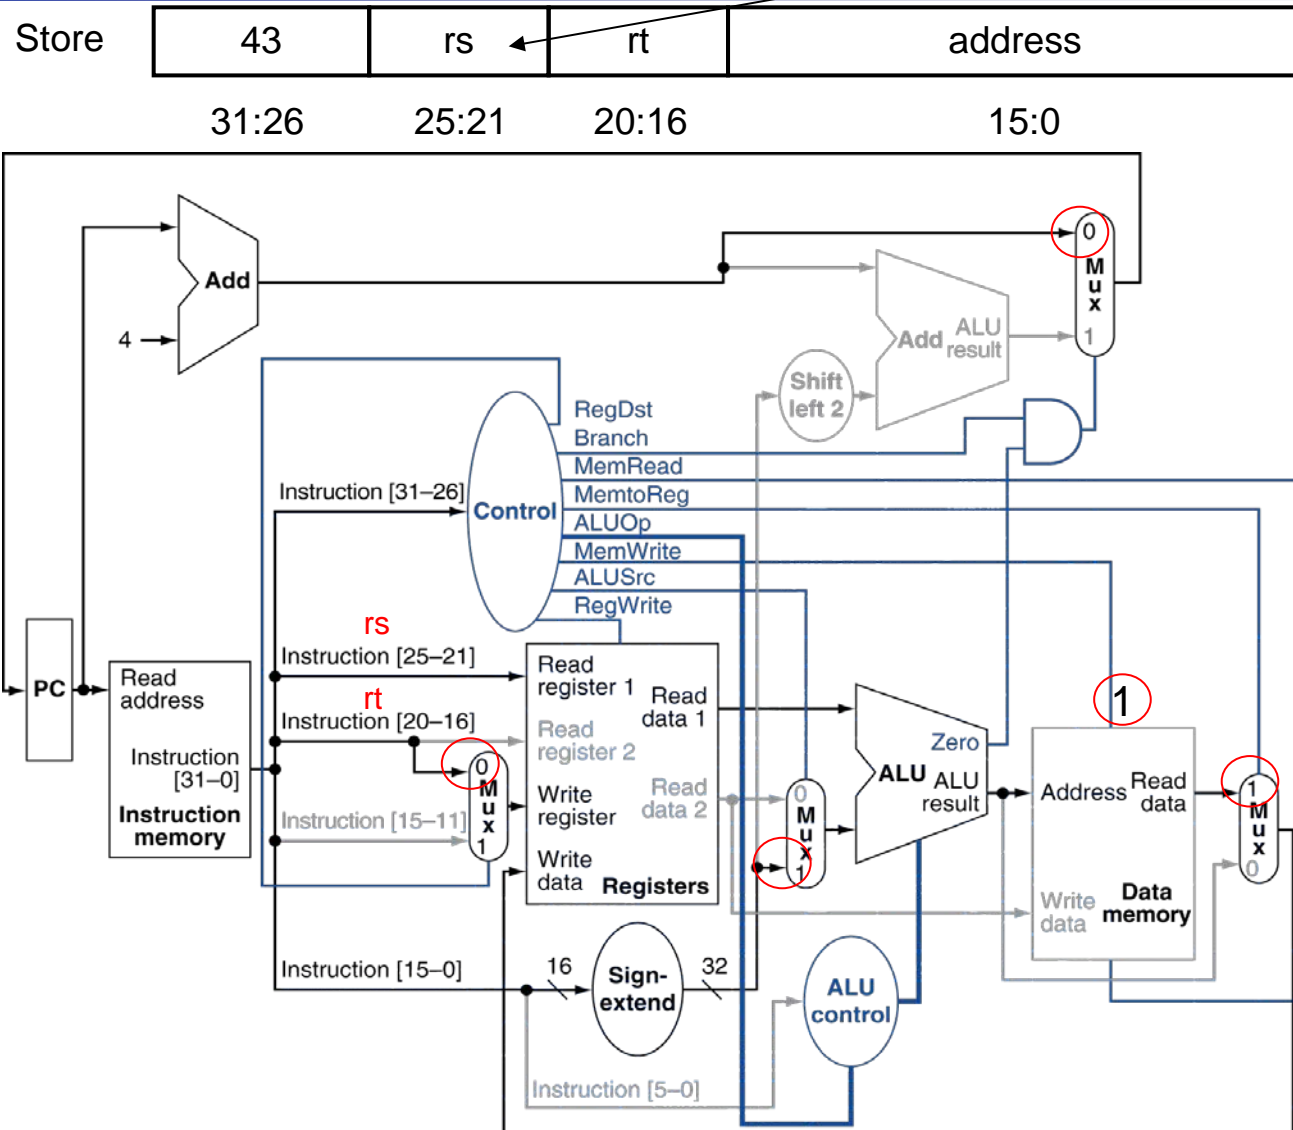 Store 43 rs rt address
31:26 25:21 20:16 15:0
0
Mux
1
Add
4
Add
ALU
result
Shift
left 2
RegDst
Branch
MemRead
MemtoReg
ALUOp
MemWrite
ALUSrc
RegWrite
Instruction [31–26]
Control
rs
Instruction [25–21]
rt
Instruction [20–16]
Instruction [15–11]
PC
Read
address
Instruction
[31–0]
Instruction
memory
0
Mux
1
Read
register 1
Read
register 2
Write
register
Write
data
Read
data 1
Read
data 2
Registers
0
Mux
1
Zero
ALU
ALU
result
1
Address
Read
data
Write
data
Data
memory
1
Mux
0
Instruction [15–0]
16
Sign-
extend
32
ALU
control
Instruction [5–0]